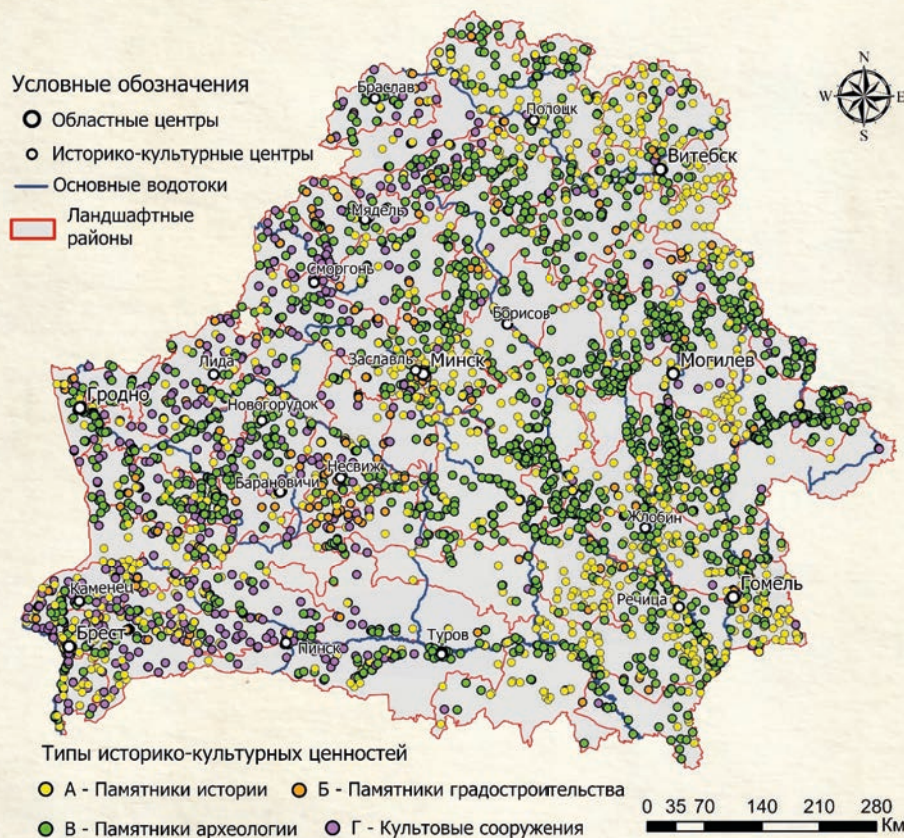 Условные обозначения
Областные центры
Историко-культурные центры
Основные водотоки
Ландшафтные
районы
N
W E
S
Браслав
Полоцк
Витебск
Мядель
Сморгонь
Борисов
Лида
Заславль
Минск
Могилев
Гродно
Новогорудок
Несвиж
Барановичи
Жлобин
Каменец
Речица
Гомель
Брест
Пинск
Туров
Типы историко-культурных ценностей
А - Памятники истории Б - Памятники градостроительства
В - Памятники археологии Г - Культовые сооружения
0 35 70 140 210 280
Км